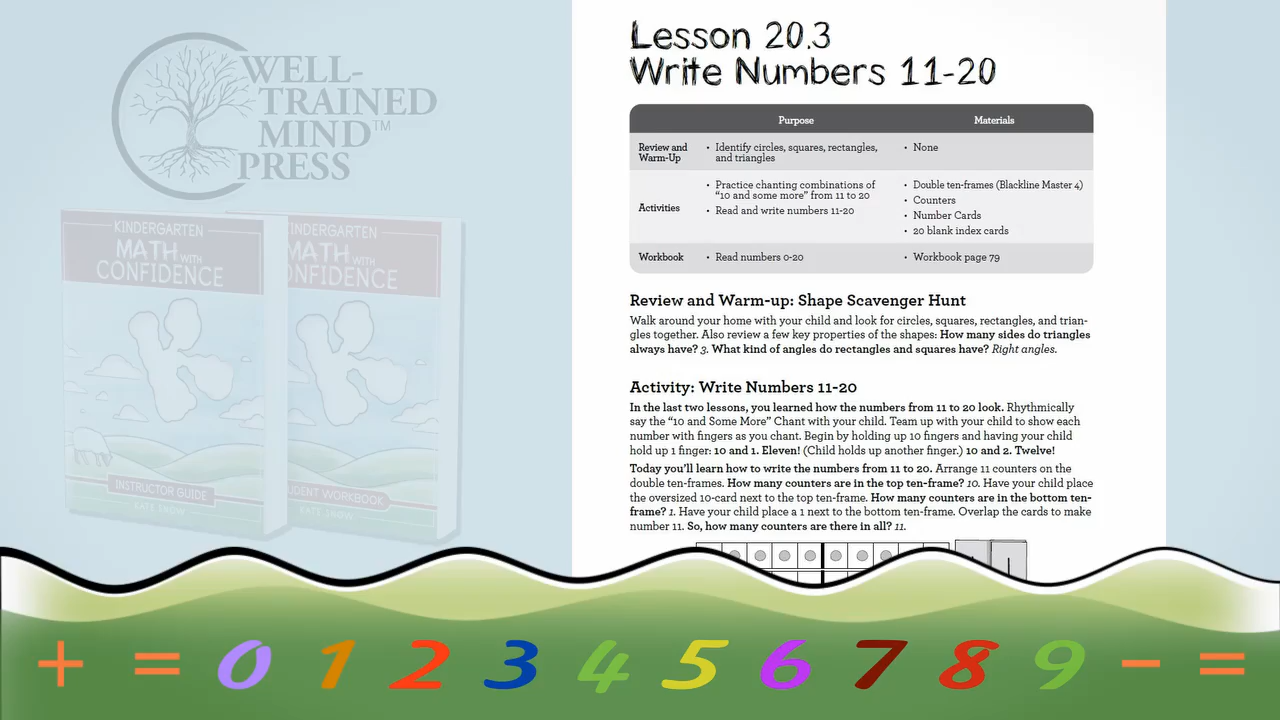 WELL-
TRAINED
MIND™
PRESS
KINDERGARTEN
MATH WITH
CONFIDENCE
INSTRUCTOR GUIDE
KATE SNOW
KINDERGARTEN
MATH WITH
CONFIDENCE
STUDENT WORKBOOK
KATE SNOW
Lesson 20.3
Write Numbers 11-20
Purpose Materials
Review and
Warm-Up
• Identify circles, squares, rectangles,
and triangles
• None
Activities
• Practice chanting combinations of
“10 and some more” from 11 to 20
• Read and write numbers 11-20
• Double ten-frames (Blackline Master 4)
• Counters
• Number Cards
• 20 blank index cards
Workbook • Read numbers 0-20 • Workbook page 79
Review and Warm-up: Shape Scavenger Hunt
Walk around your home with your child and look for circles, squares, rectangles, and trian-
gles together. Also review a few key properties of the shapes: How many sides do triangles
always have? 3. What kind of angles do rectangles and squares have? Right angles.
Activity: Write Numbers 11-20
In the last two lessons, you learned how the numbers from 11 to 20 look. Rhythmically
say the “10 and Some More” Chant with your child. Team up with your child to show each
number with fingers as you chant. Begin by holding up 10 fingers and having your child
hold up 1 finger: 10 and 1. Eleven! (Child holds up another finger.) 10 and 2. Twelve!
Today you’ll learn how to write the numbers from 11 to 20. Arrange 11 counters on the
double ten-frames. How many counters are in the top ten-frame? 10. Have your child place
the oversized 10-card next to the top ten-frame. How many counters are in the bottom ten-
frame? 1. Have your child place a 1 next to the bottom ten-frame. Overlap the cards to make
number 11. So, how many counters are there in all? 11.
+ = 0 1 2 3 4 5 6 7 8 9 − =